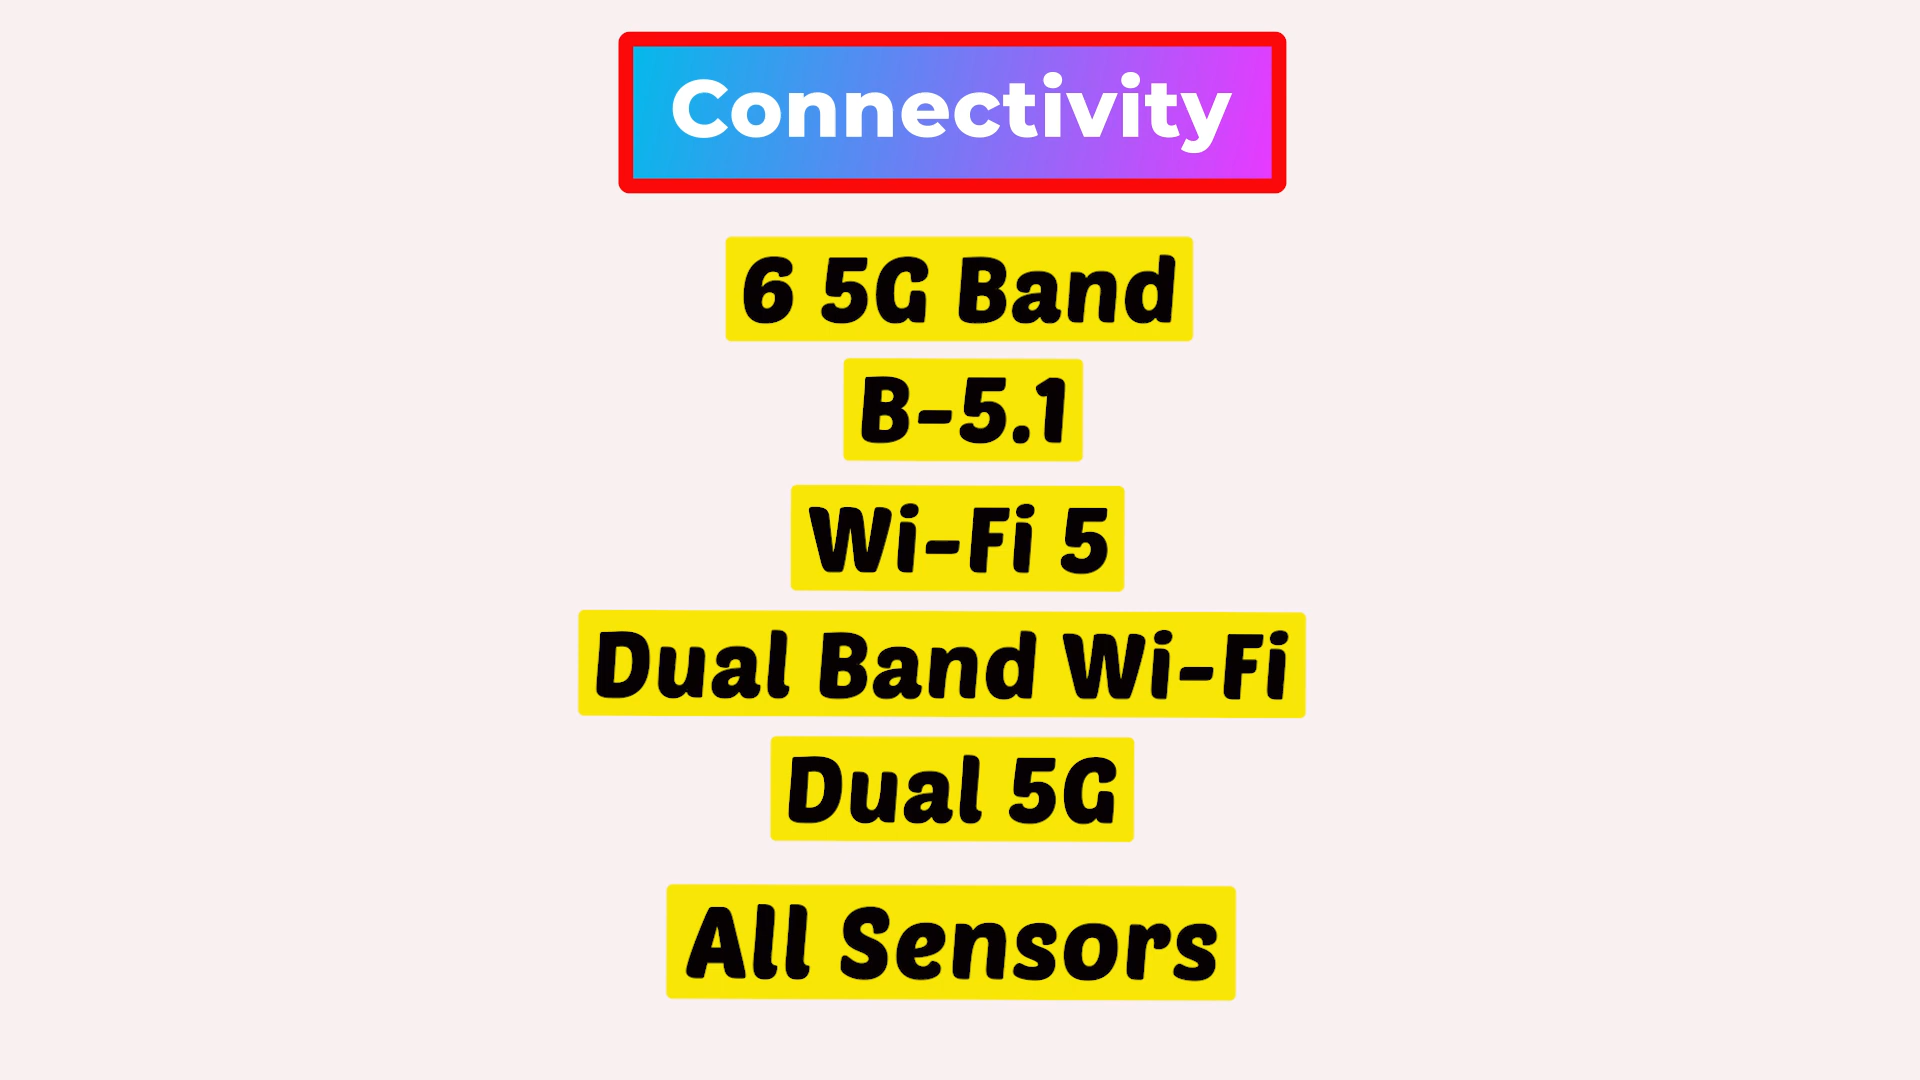 Connectivity
6 5G Band
B-5.1
Wi-Fi 5
Dual Band Wi-Fi
Dual 5G
All Sensors